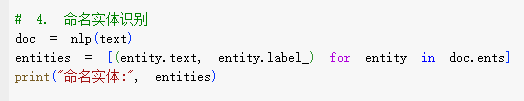 # 4. 命名实体识别
doc = nlp(text)
entities = [(entity.text, entity.label_) for entity in doc.ents]
print("命名实体:", entities)